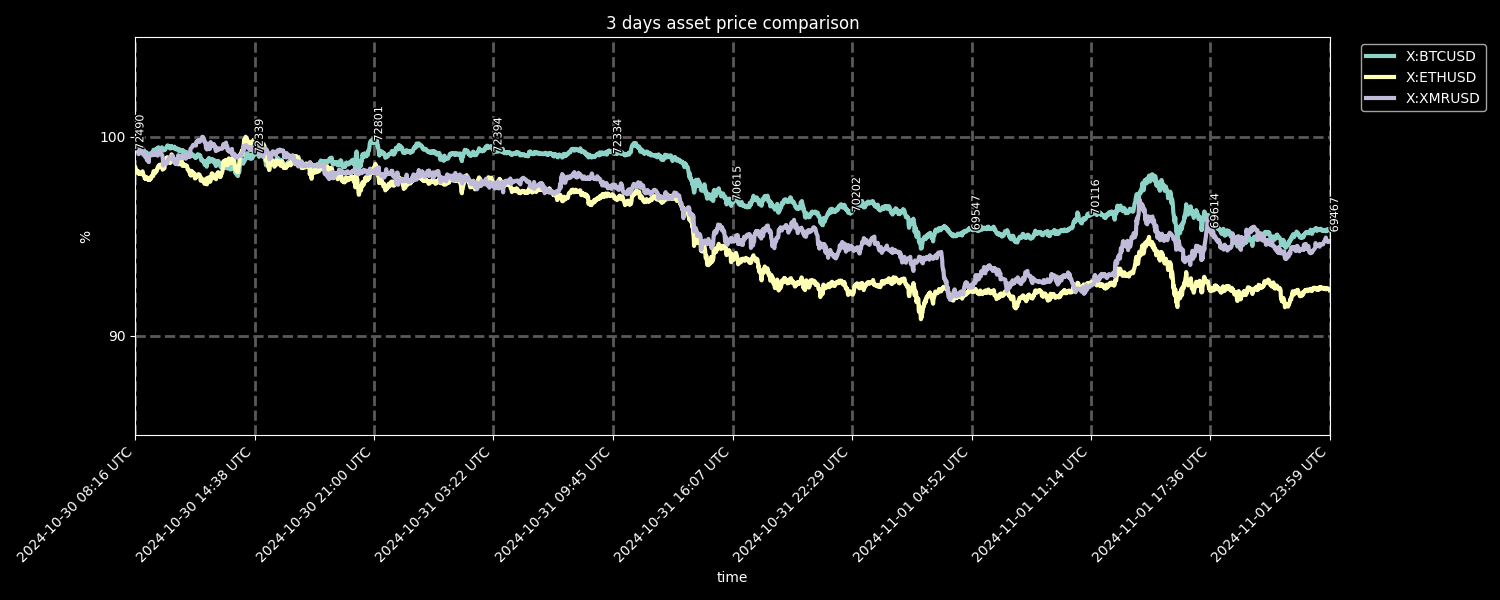 3 days asset price comparison
X:BTCUSD
X:ETHUSD
X:XMRUSD
100
90
%
72490
72339
72801
72394
72334
70615
70202
69547
70116
69614
69467
2024-10-30 08:16 UTC
2024-10-30 14:38 UTC
2024-10-30 21:00 UTC
2024-10-31 03:22 UTC
2024-10-31 09:45 UTC
2024-10-31 16:07 UTC
2024-10-31 22:29 UTC
2024-11-01 04:52 UTC
2024-11-01 11:14 UTC
2024-11-01 17:36 UTC
2024-11-01 23:59 UTC
time